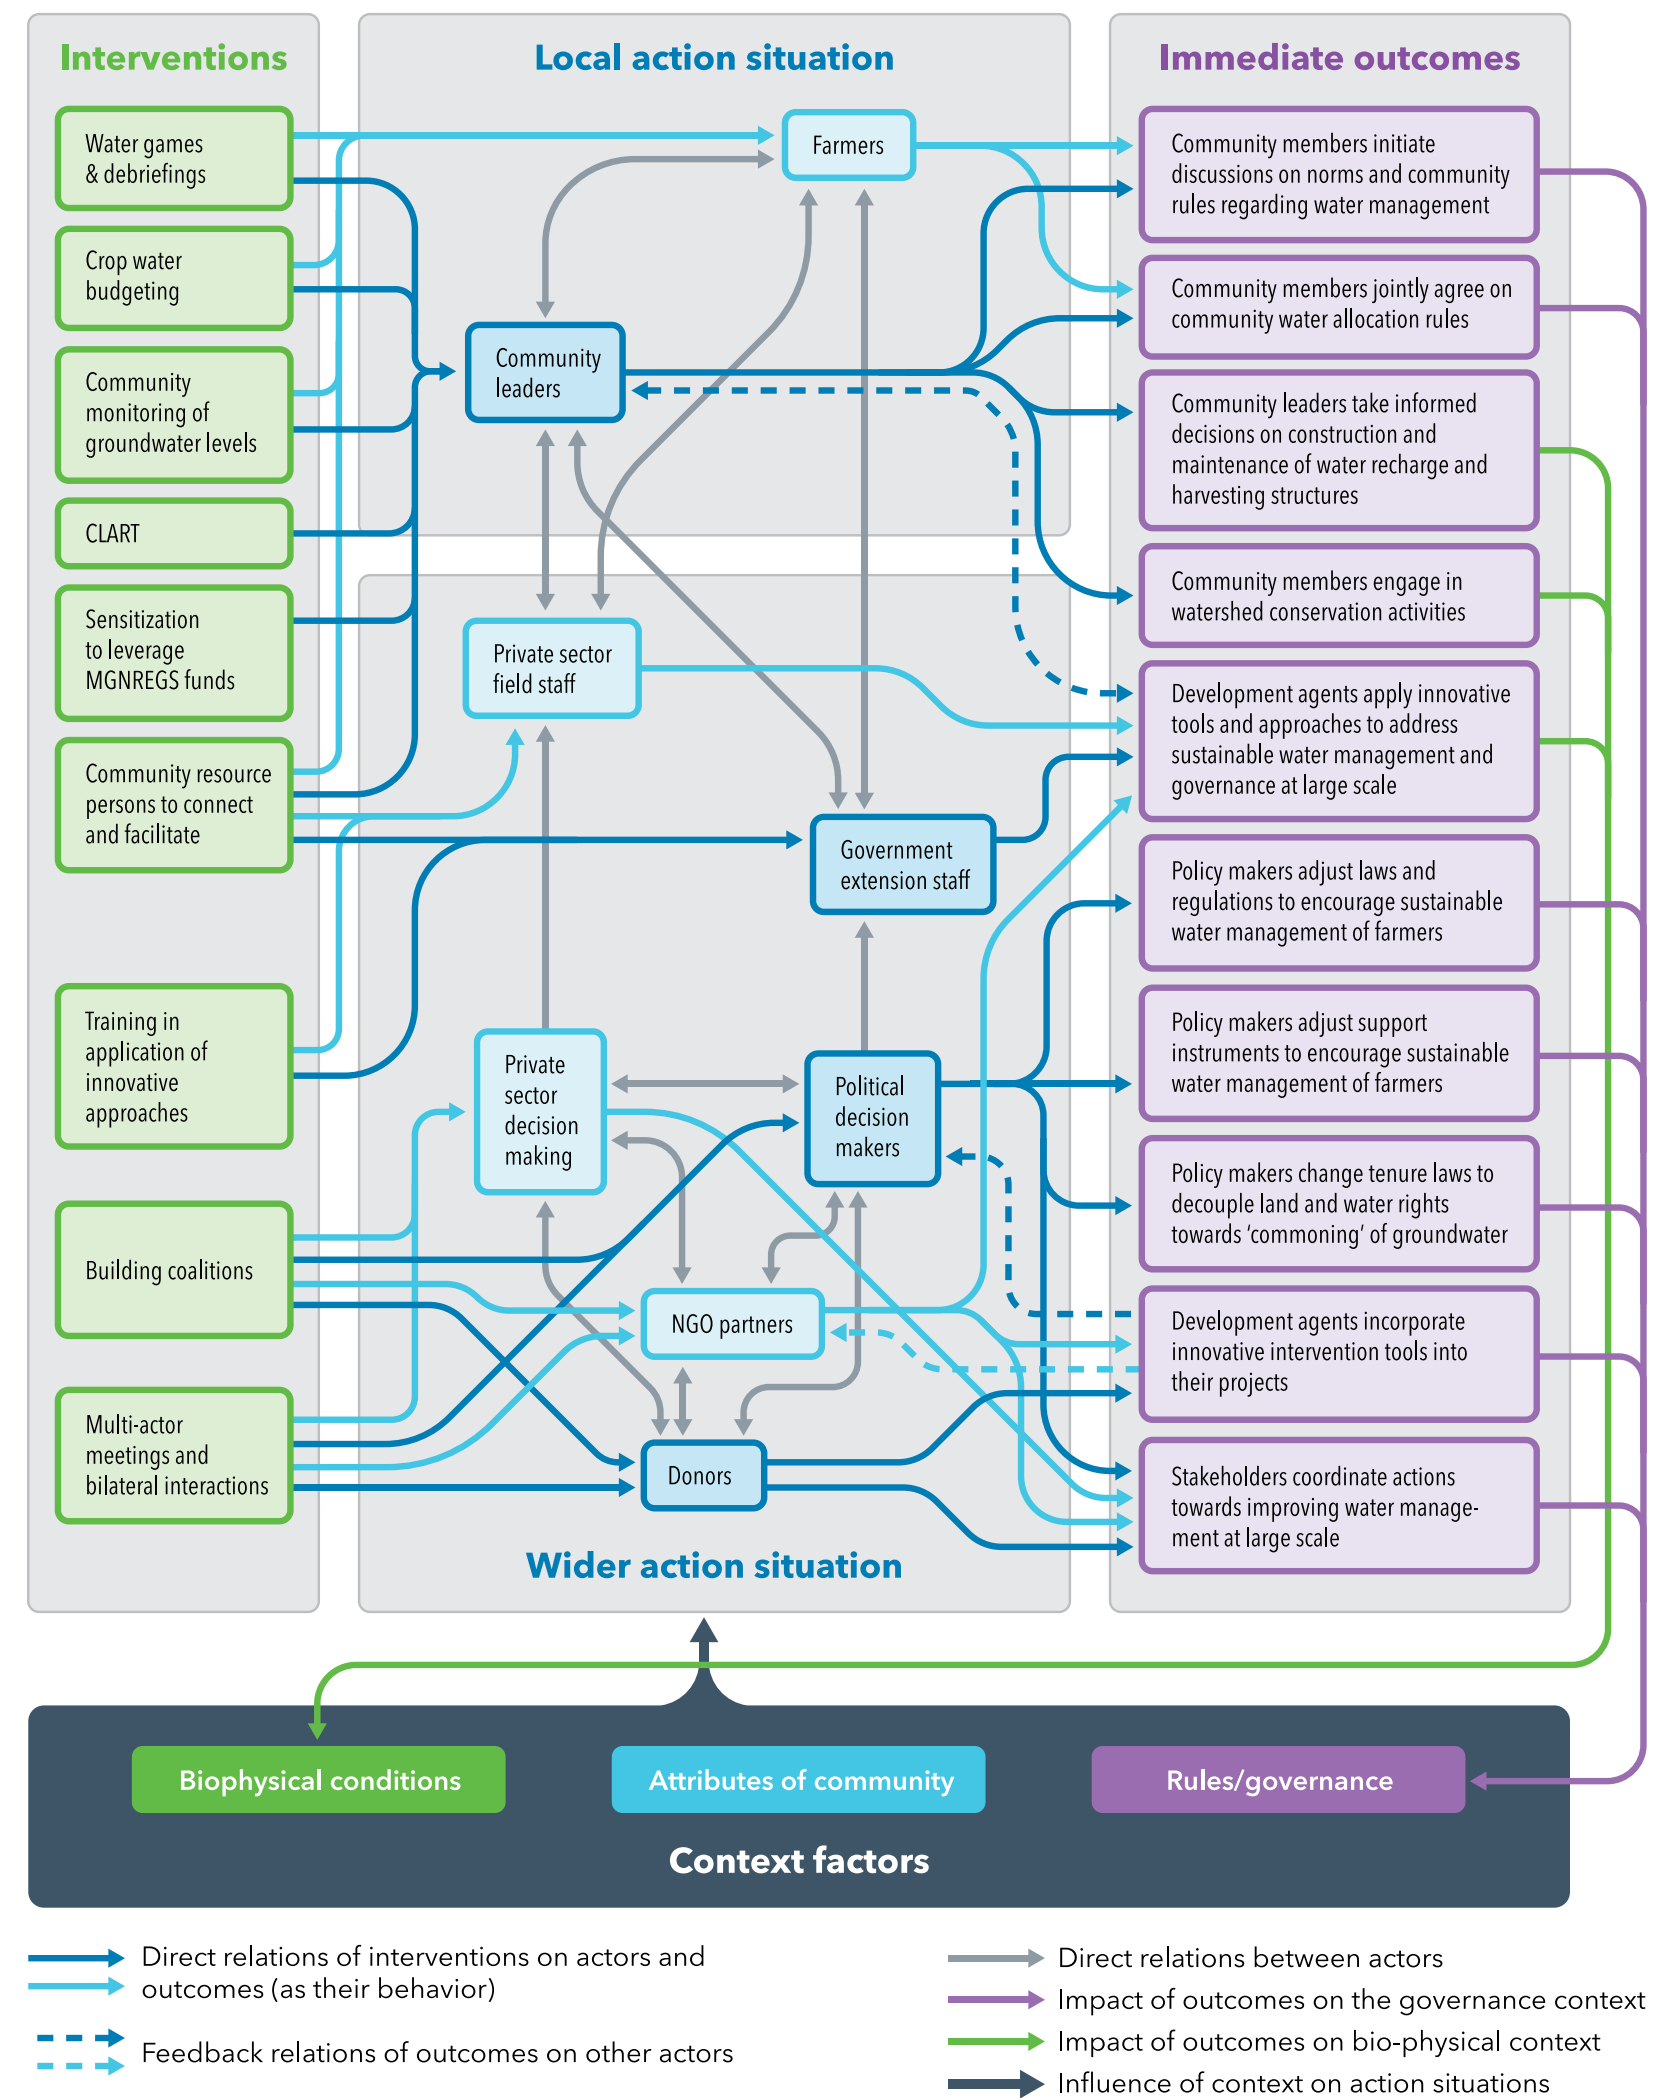 Interventions
Water games
& debriefings
Crop water
budgeting
Community
monitoring of
groundwater levels
CLART
Sensitization
to leverage
MGNREGS funds
Community resource
persons to connect
and facilitate
Training in
application of
innovative
approaches
Building coalitions
Multi-actor
meetings and
bilateral interactions
Local action situation
Farmers
Community
leaders
Private sector
field staff
Government
extension staff
Private
sector
decision
making
Political
decision
makers
NGO partners
Donors
Wider action situation
Immediate outcomes
Community members initiate
discussions on norms and community
rules regarding water management
Community members jointly agree on
community water allocation rules
Community leaders take informed
decisions on construction and
maintenance of water recharge and
harvesting structures
Community members engage in
watershed conservation activities
Development agents apply innovative
tools and approaches to address
sustainable water management and
governance at large scale
Policy makers adjust laws and
regulations to encourage sustainable
water management of farmers
Policy makers adjust support
instruments to encourage sustainable
water management of farmers
Policy makers change tenure laws to
decouple land and water rights
towards ‘commoning’ of groundwater
Development agents incorporate
innovative intervention tools into
their projects
Stakeholders coordinate actions
towards improving water manage-
ment at large scale
Biophysical conditions
Attributes of community
Rules/governance
Context factors
Direct relations of interventions on actors and
outcomes (as their behavior)
Feedback relations of outcomes on other actors
Direct relations between actors
Impact of outcomes on the governance context
Impact of outcomes on bio-physical context
Influence of context on action situations